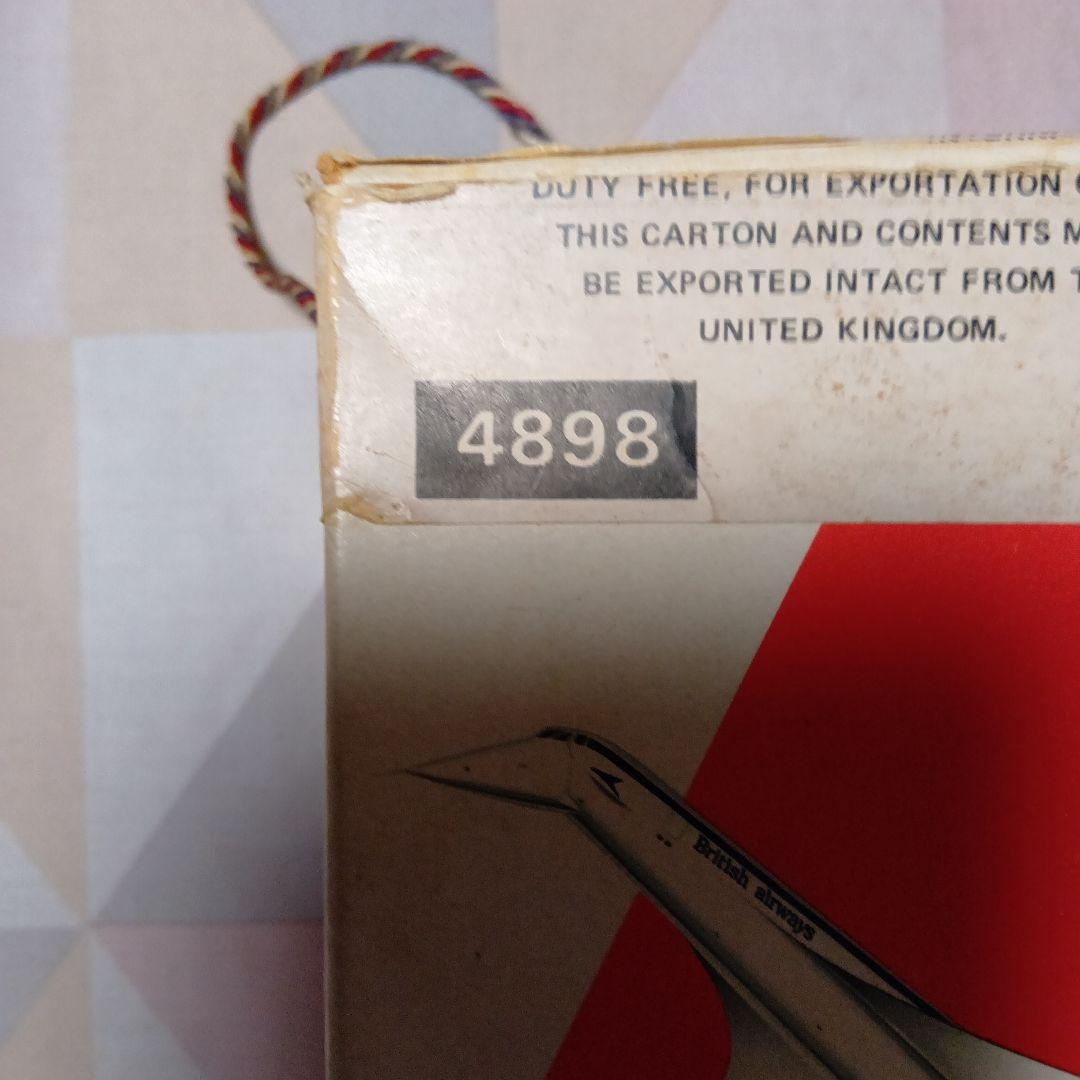 DUTY FREE, FOR EXPORTATION
THIS CARTON AND CONTENTS
BE EXPORTED INTACT FROM
UNITED KINGDOM.
4898
British airways